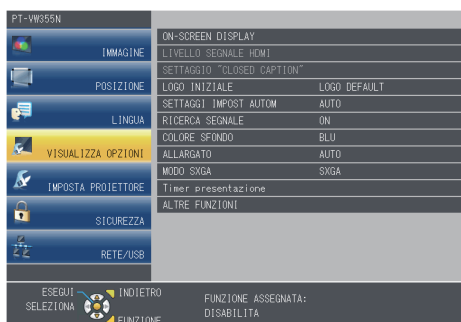 PT-VW355N
IMMAGINE
POSIZIONE
LINGUA
VISUALIZZA OPZIONI
IMPOSTA PROIETTORE
SICUREZZA
RETE/USB
ON-SCREEN DISPLAY
LIVELLO SEGNALE HDMI
SETTAGGIO "CLOSED CAPTION"
LOGO INIZIALE LOGO DEFAULT
SETTAGGI IMPOST AUTOM AUTO
RICERCA SEGNALE ON
COLORE SFONDO BLU
ALLARGATO AUTO
MODO SXGA SXGA
Timer presentazione
ALTRE FUNZIONI
ESEGUI INDIETRO
SELEZIONA
FUNZIONE
FUNZIONE ASSEGNATA:
DISABILITA